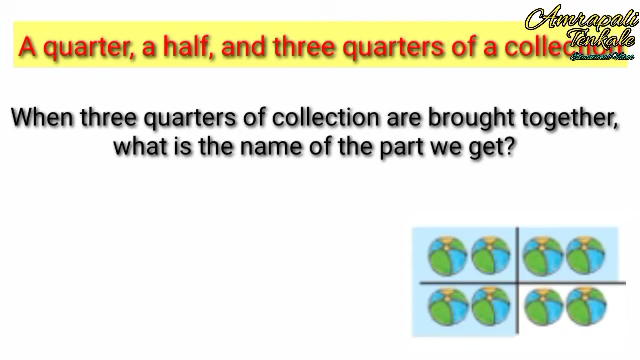 Amrapali
Tenkale
A quarter, a half, and three quarters of a collection
When three quarters of collection are brought together,
what is the name of the part we get?